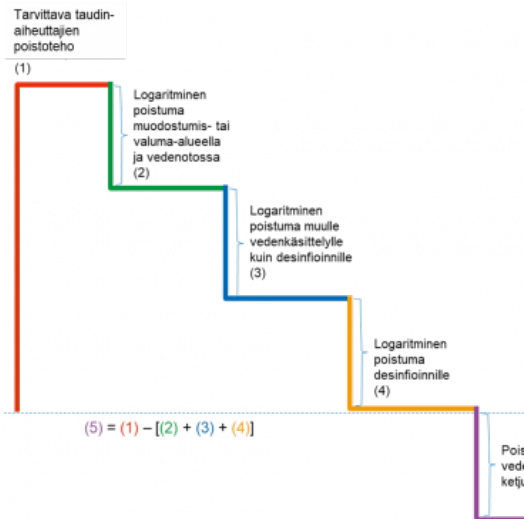 Tarvittava taudin-
aiheuttajien
poistoteho
(1)
Logaritminen
poistuma
muodostumis- tai
valuma-alueella
ja vedenotossa
(2)
Logaritminen
poistuma muulle
vedenkäsittelylle
kuin desinfioinnille
(3)
Logaritminen
poistuma
desinfioinnille
(4)
(5) = (1) – [(2) + (3) + (4)]